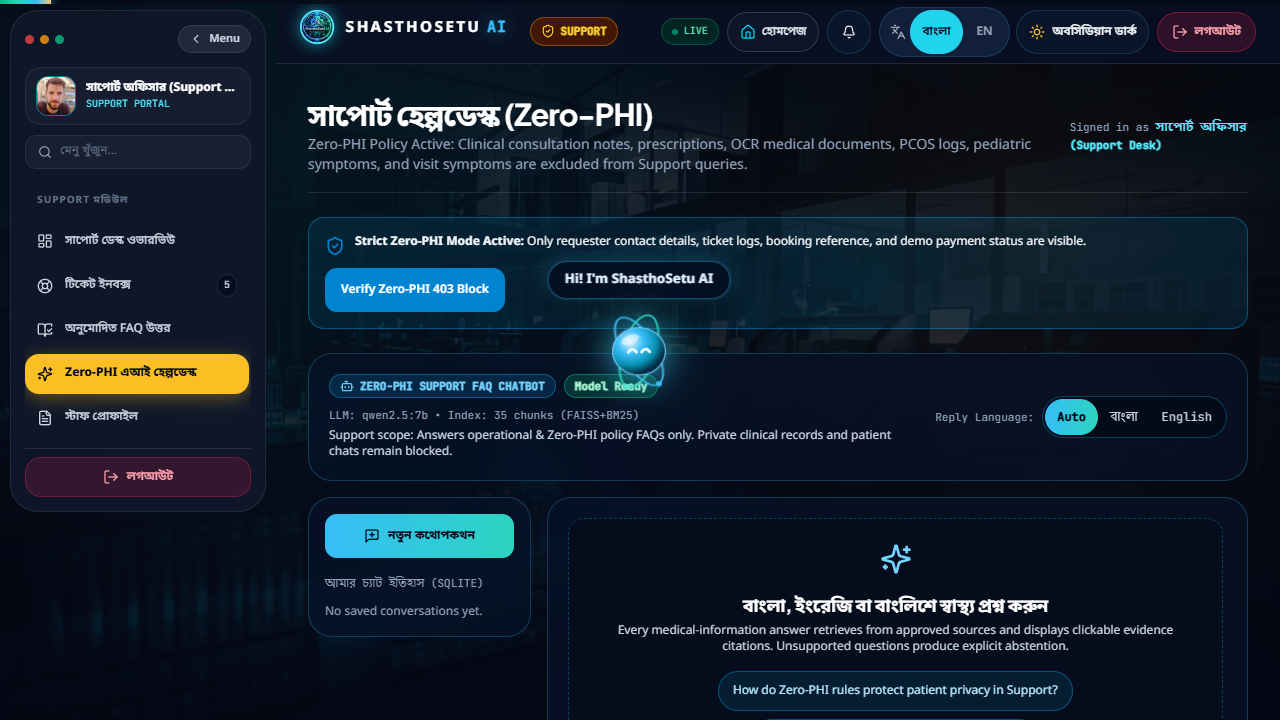 Menu
সাপোর্ট অফিসার (Support ...
SUPPORT PORTAL
মেনু খুঁজুন...
SUPPORT মডিউল
সাপোর্ট ডেস্ক ওভারভিউ
টিকেট ইনবক্স
5
অনুমোদিত FAQ উত্তর
Zero-PHI এআই হেল্পডেস্ক
স্টাফ প্রোফাইল
লগআউট
SHASTHOSETU AI
SUPPORT
LIVE
হোমপেজ
বাংলা
EN
অবসিডিয়ান ডার্ক
লগআউট
সাপোর্ট হেল্পডেস্ক (Zero-PHI)
Zero-PHI Policy Active: Clinical consultation notes, prescriptions, OCR medical documents, PCOS logs, pediatric
symptoms, and visit symptoms are excluded from Support queries.
Signed in as সাপোর্ট অফিসার
(Support Desk)
Strict Zero-PHI Mode Active: Only requester contact details, ticket logs, booking reference, and demo payment status are visible.
Verify Zero-PHI 403 Block
Hi! I'm ShasthoSetu AI
ZERO-PHI SUPPORT FAQ CHATBOT
Model Ready
LLM: qwen2.5:7b • Index: 35 chunks (FAISS+BM25)
Support scope: Answers operational & Zero-PHI policy FAQs only. Private clinical records and patient
chats remain blocked.
Reply Language:
Auto
বাংলা
English
নতুন কথোপকথন
আমার চ্যাট ইতিহাস (SQLITE)
No saved conversations yet.
বাংলা, ইংরেজি বা বাংলিশে স্বাস্থ্য প্রশ্ন করুন
Every medical-information answer retrieves from approved sources and displays clickable evidence
citations. Unsupported questions produce explicit abstention.
How do Zero-PHI rules protect patient privacy in Support?